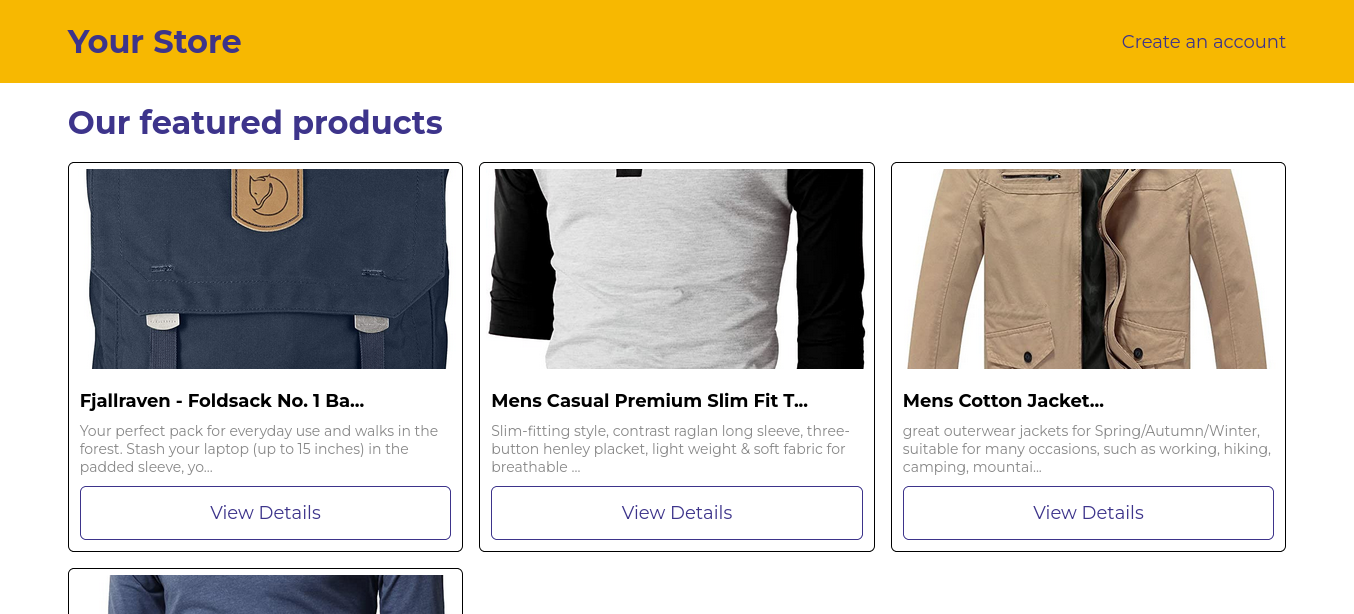 Your Store
Create an account
Our featured products
Fjallraven - Foldsack No. 1 Ba...
Your perfect pack for everyday use and walks in the
forest. Stash your laptop (up to 15 inches) in the
padded sleeve, yo...
View Details
Mens Casual Premium Slim Fit T...
Slim-fitting style, contrast raglan long sleeve, three-
button henley placket, light weight & soft fabric for
breathable ...
View Details
Mens Cotton Jacket...
great outerwear jackets for Spring/Autumn/Winter,
suitable for many occasions, such as working, hiking,
camping, mountai...
View Details